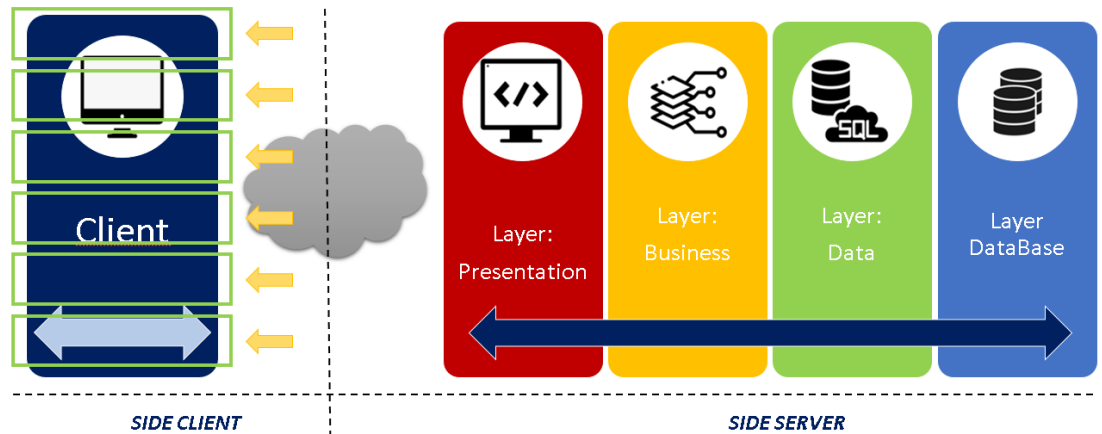 Client
</>
Layer:
Presentation
Layer:
Business
SQL
Layer:
Data
Layer
DataBase
SIDE CLIENT
SIDE SERVER